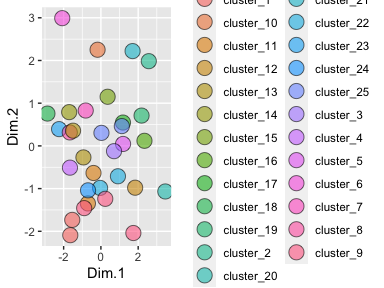 3
2
1
0
-1
-2
Dim.2
-2
0
2
Dim.1
cluster_1
cluster_10
cluster_11
cluster_12
cluster_13
cluster_14
cluster_15
cluster_16
cluster_17
cluster_18
cluster_19
cluster_2
cluster_20
cluster_21
cluster_22
cluster_23
cluster_24
cluster_25
cluster_3
cluster_4
cluster_5
cluster_6
cluster_7
cluster_8
cluster_9